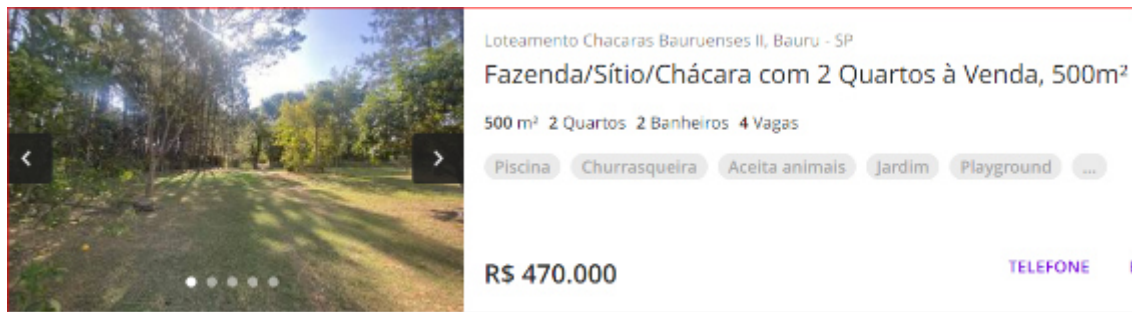 Loteamento Chacaras Bauruenses II, Bauru - SP
Fazenda/Sítio/Chácara com 2 Quartos à Venda, 500m²
500 m² 2 Quartos 2 Banheiros 4 Vagas
Piscina Churrasqueira Aceita animais Jardim Playground ...
R$ 470.000 TELEFONE